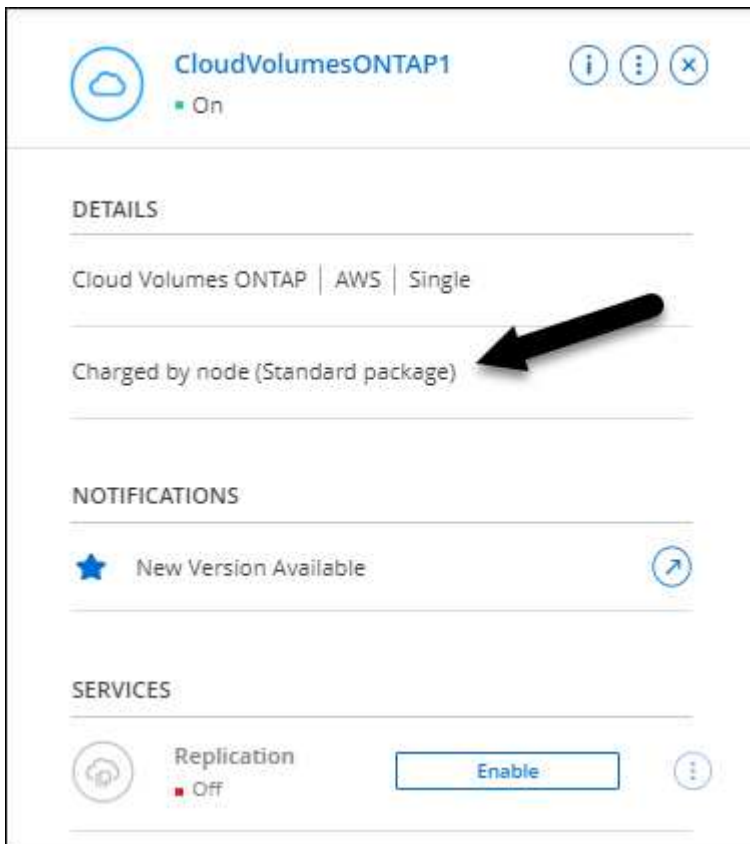 CloudVolumesONTAP1
On
DETAILS
Cloud Volumes ONTAP | AWS | Single
Charged by node (Standard package)
NOTIFICATIONS
New Version Available
SERVICES
Replication
Enable
Off